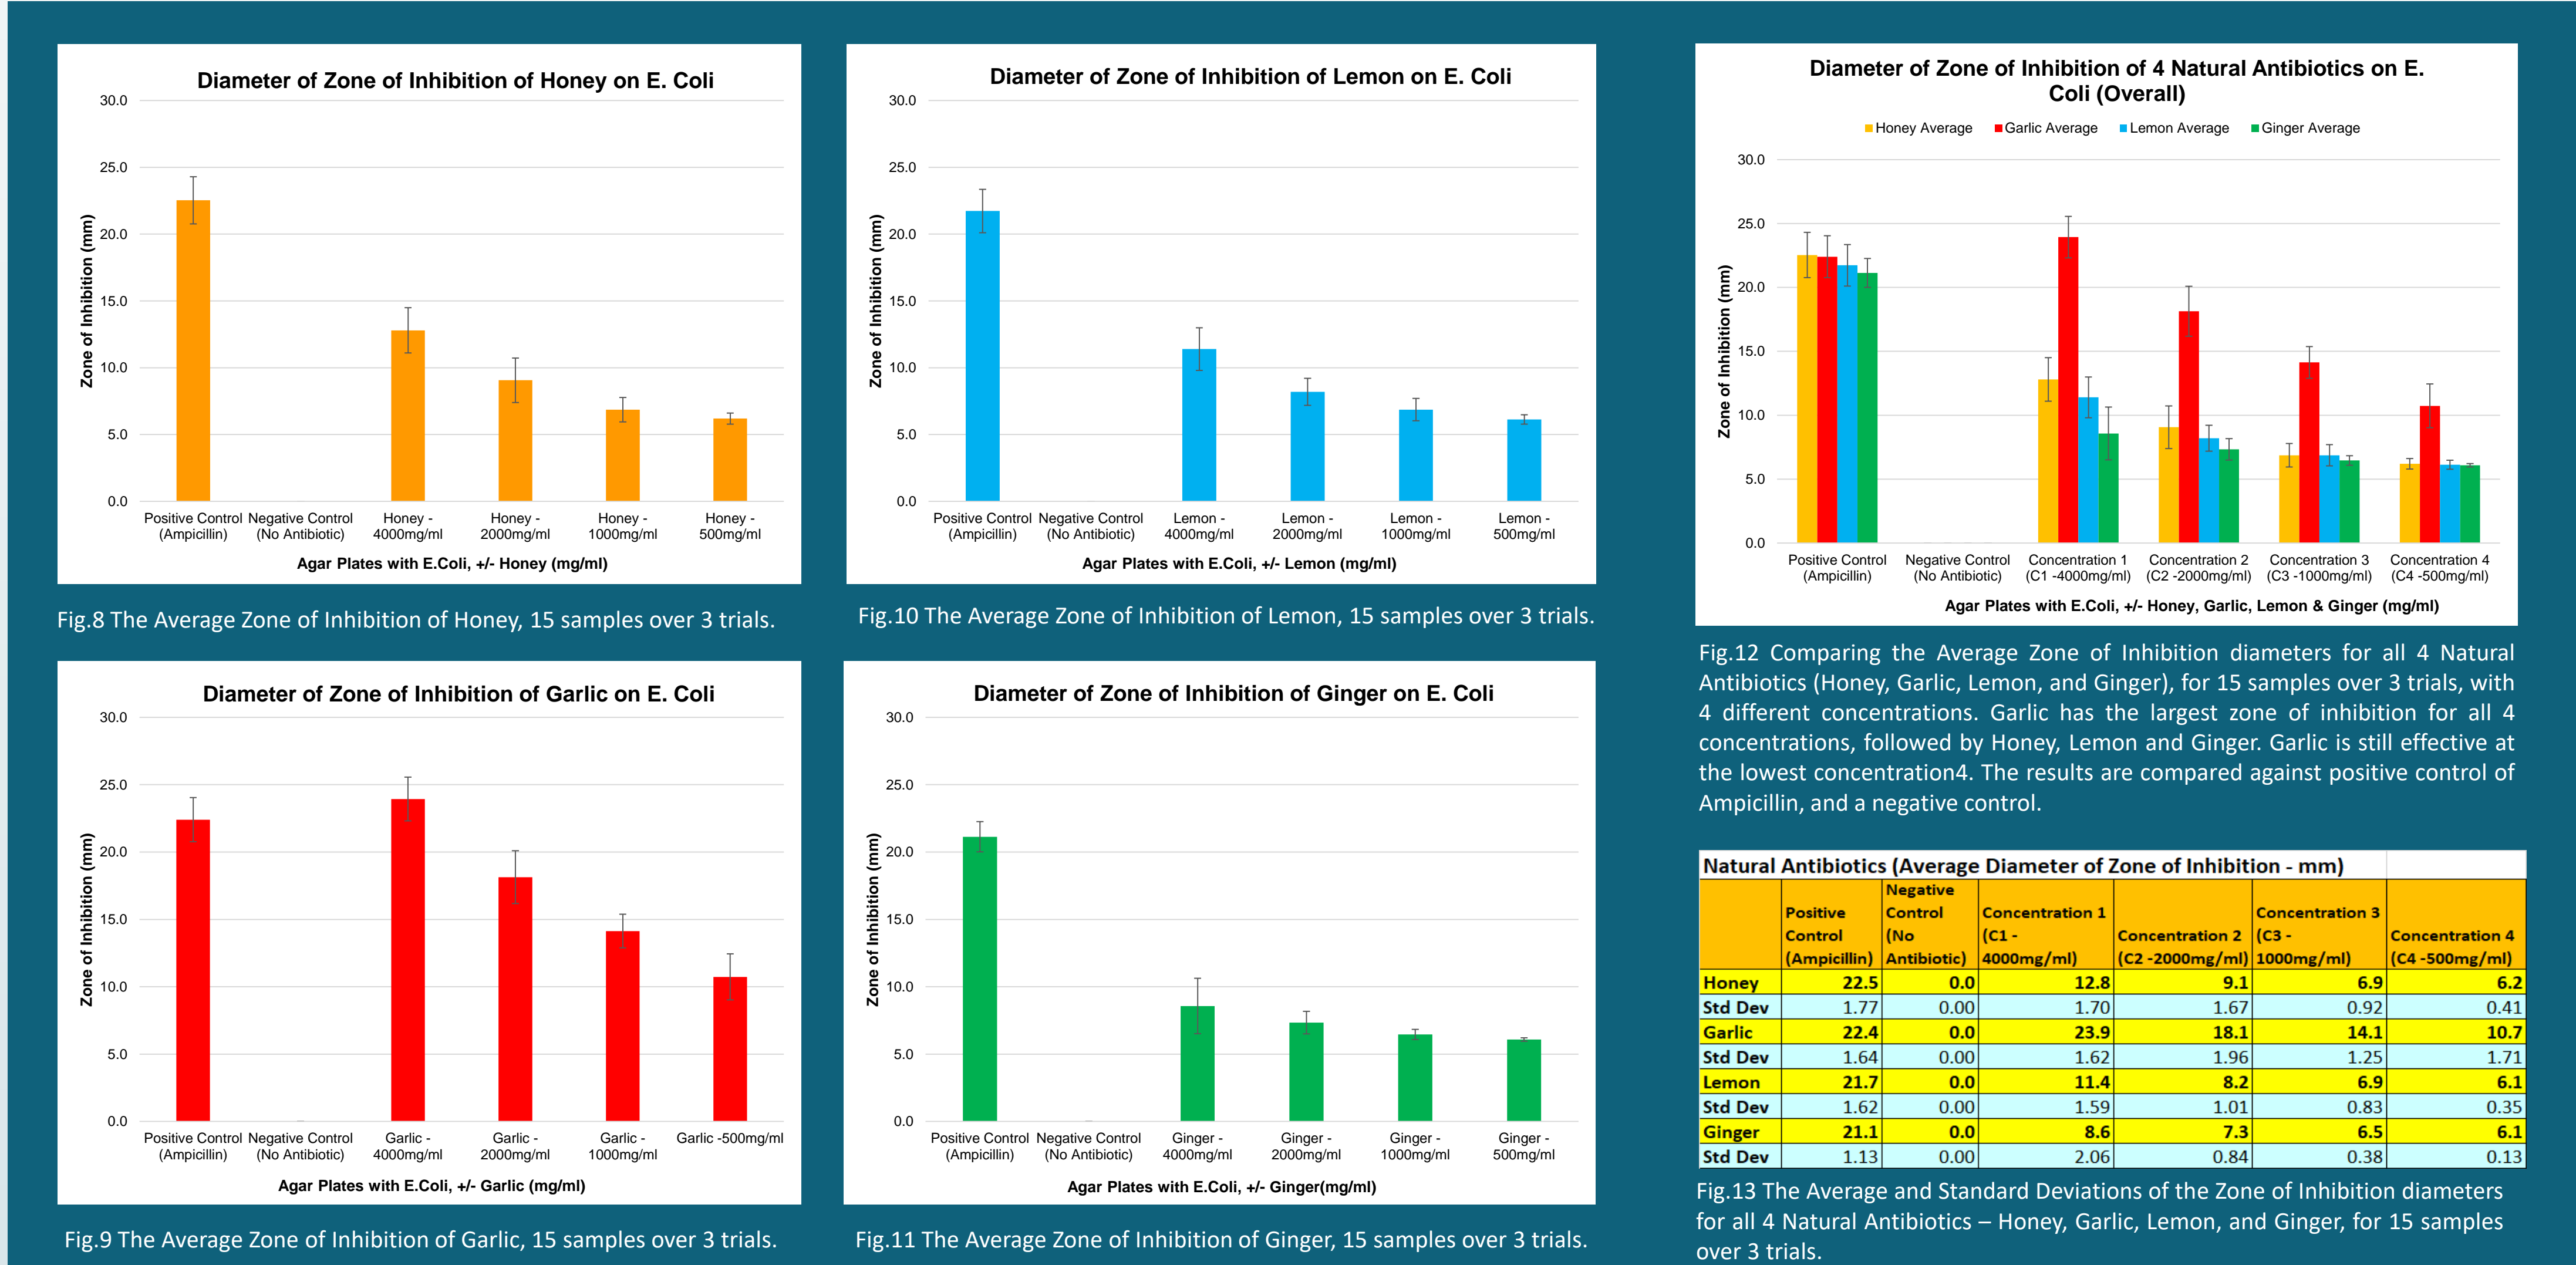 Diameter of Zone of Inhibition of Honey on E. Coli
30.0
25.0
20.0
15.0
10.0
5.0
0.0
Zone of Inhibition (mm)
Positive Control Negative Control Honey - Honey - Honey - Honey -
(Ampicillin) (No Antibiotic) 4000mg/ml 2000mg/ml 1000mg/ml 500mg/ml
Agar Plates with E.Coli, +/- Honey (mg/ml)
Fig.8 The Average Zone of Inhibition of Honey, 15 samples over 3 trials.
Diameter of Zone of Inhibition of Garlic on E. Coli
30.0
25.0
20.0
15.0
10.0
5.0
0.0
Zone of Inhibition (mm)
Positive Control Negative Control Garlic - Garlic - Garlic - Garlic -500mg/ml
(Ampicillin) (No Antibiotic) 4000mg/ml 2000mg/ml 1000mg/ml
Agar Plates with E.Coli, +/- Garlic (mg/ml)
Fig.9 The Average Zone of Inhibition of Garlic, 15 samples over 3 trials.
Diameter of Zone of Inhibition of Lemon on E. Coli
30.0
25.0
20.0
15.0
10.0
5.0
0.0
Zone of Inhibition (mm)
Positive Control Negative Control Lemon - Lemon - Lemon - Lemon -
(Ampicillin) (No Antibiotic) 4000mg/ml 2000mg/ml 1000mg/ml 500mg/ml
Agar Plates with E.Coli, +/- Lemon (mg/ml)
Fig.10 The Average Zone of Inhibition of Lemon, 15 samples over 3 trials.
Diameter of Zone of Inhibition of Ginger on E. Coli
30.0
25.0
20.0
15.0
10.0
5.0
0.0
Zone of Inhibition (mm)
Positive Control Negative Control Ginger - Ginger - Ginger - Ginger -
(Ampicillin) (No Antibiotic) 4000mg/ml 2000mg/ml 1000mg/ml 500mg/ml
Agar Plates with E.Coli, +/- Ginger(mg/ml)
Fig.11 The Average Zone of Inhibition of Ginger, 15 samples over 3 trials.
Diameter of Zone of Inhibition of 4 Natural Antibiotics on E.
Coli (Overall)
Honey Average Garlic Average Lemon Average Ginger Average
30.0
25.0
20.0
15.0
10.0
5.0
0.0
Zone of Inhibition (mm)
Positive Control Negative Control Concentration 1 Concentration 2 Concentration 3 Concentration 4
(Ampicillin) (No Antibiotic) (C1 -4000mg/ml) (C2 -2000mg/ml) (C3 -1000mg/ml) (C4 -500mg/ml)
Agar Plates with E.Coli, +/- Honey, Garlic, Lemon & Ginger (mg/ml)
Fig.12 Comparing the Average Zone of Inhibition diameters for all 4 Natural
Antibiotics (Honey, Garlic, Lemon, and Ginger), for 15 samples over 3 trials, with
4 different concentrations. Garlic has the largest zone of inhibition for all 4
concentrations, followed by Honey, Lemon and Ginger. Garlic is still effective at
the lowest concentration4. The results are compared against positive control of
Ampicillin, and a negative control.
Natural Antibiotics (Average Diameter of Zone of Inhibition - mm)
Negative
Positive Control Concentration 1 Concentration 3
Control (No (C1 - Concentration 2 (C3 - Concentration 4
(Ampicillin) Antibiotic) 4000mg/ml) (C2 -2000mg/ml) 1000mg/ml) (C4 -500mg/ml)
Honey 22.5 0.0 12.8 9.1 6.9 6.2
Std Dev 1.77 0.00 1.70 1.67 0.92 0.41
Garlic 22.4 0.0 23.9 18.1 14.1 10.7
Std Dev 1.64 0.00 1.62 1.96 1.25 1.71
Lemon 21.7 0.0 11.4 8.2 6.9 6.1
Std Dev 1.62 0.00 1.59 1.01 0.83 0.35
Ginger 21.1 0.0 8.6 7.3 6.5 6.1
Std Dev 1.13 0.00 2.06 0.84 0.38 0.13
Fig.13 The Average and Standard Deviations of the Zone of Inhibition diameters
for all 4 Natural Antibiotics – Honey, Garlic, Lemon, and Ginger, for 15 samples
over 3 trials.